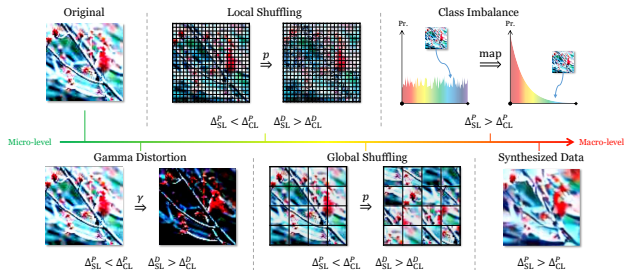 Original
Local Shuffling
Class Imbalance
Pr.
Pr.
p
⇒
map
⇒
Δ^P_SL < Δ^P_CL Δ^D_SL > Δ^D_CL
Δ^P_SL > Δ^P_CL
Micro-level
Macro-level
Gamma Distortion
Global Shuffling
Synthesized Data
γ
⇒
p
⇒
Δ^P_SL < Δ^P_CL Δ^D_SL > Δ^D_CL
Δ^P_SL < Δ^P_CL Δ^D_SL > Δ^D_CL
Δ^P_SL > Δ^P_CL